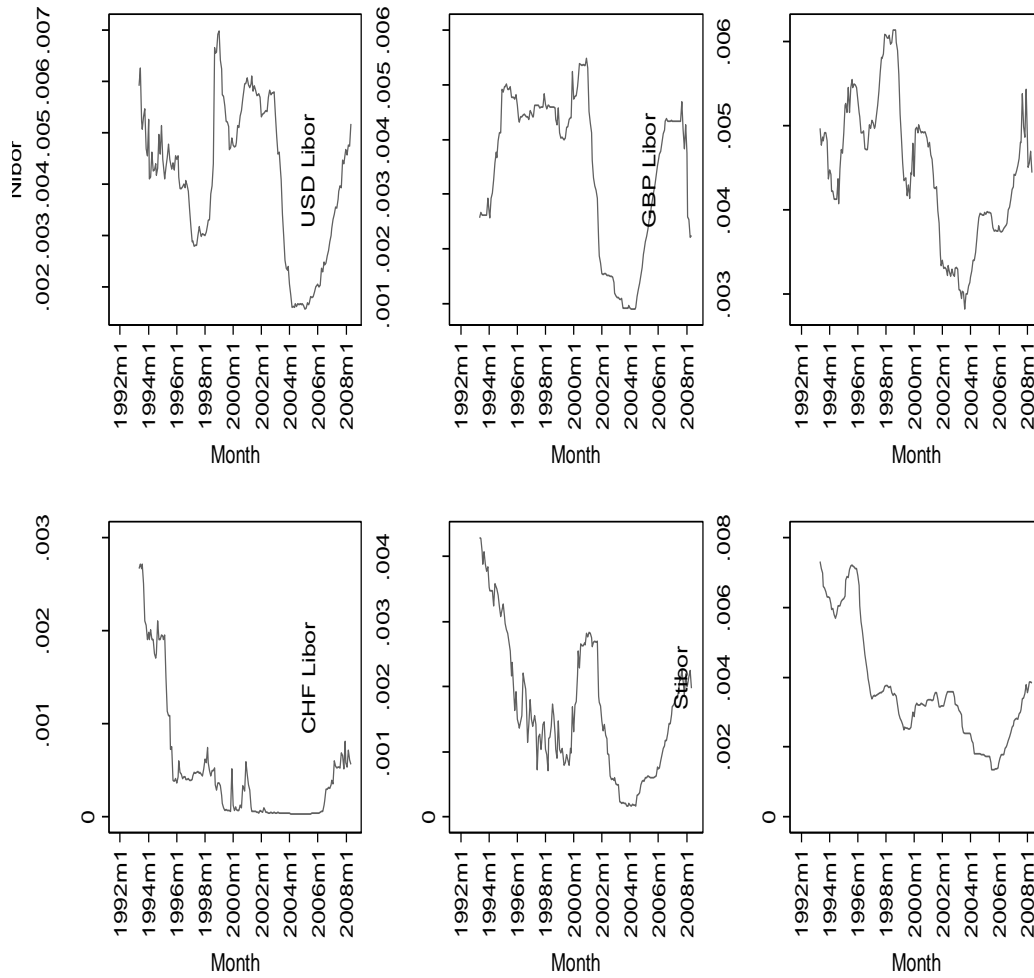 Nibor
.002 .003 .004 .005 .006 .007
1992m1 1994m1 1996m1 1998m1 2000m1 2002m1 2004m1 2006m1 2008m1
Month
USD Libor
.001 .002 .003 .004 .005 .006
1992m1 1994m1 1996m1 1998m1 2000m1 2002m1 2004m1 2006m1 2008m1
Month
GBP Libor
.003 .004 .005 .006
1992m1 1994m1 1996m1 1998m1 2000m1 2002m1 2004m1 2006m1 2008m1
Month
0 .001 .002 .003
1992m1 1994m1 1996m1 1998m1 2000m1 2002m1 2004m1 2006m1 2008m1
Month
CHF Libor
0 .001 .002 .003 .004
1992m1 1994m1 1996m1 1998m1 2000m1 2002m1 2004m1 2006m1 2008m1
Month
Stibor
0 .002 .004 .006 .008
1992m1 1994m1 1996m1 1998m1 2000m1 2002m1 2004m1 2006m1 2008m1
Month